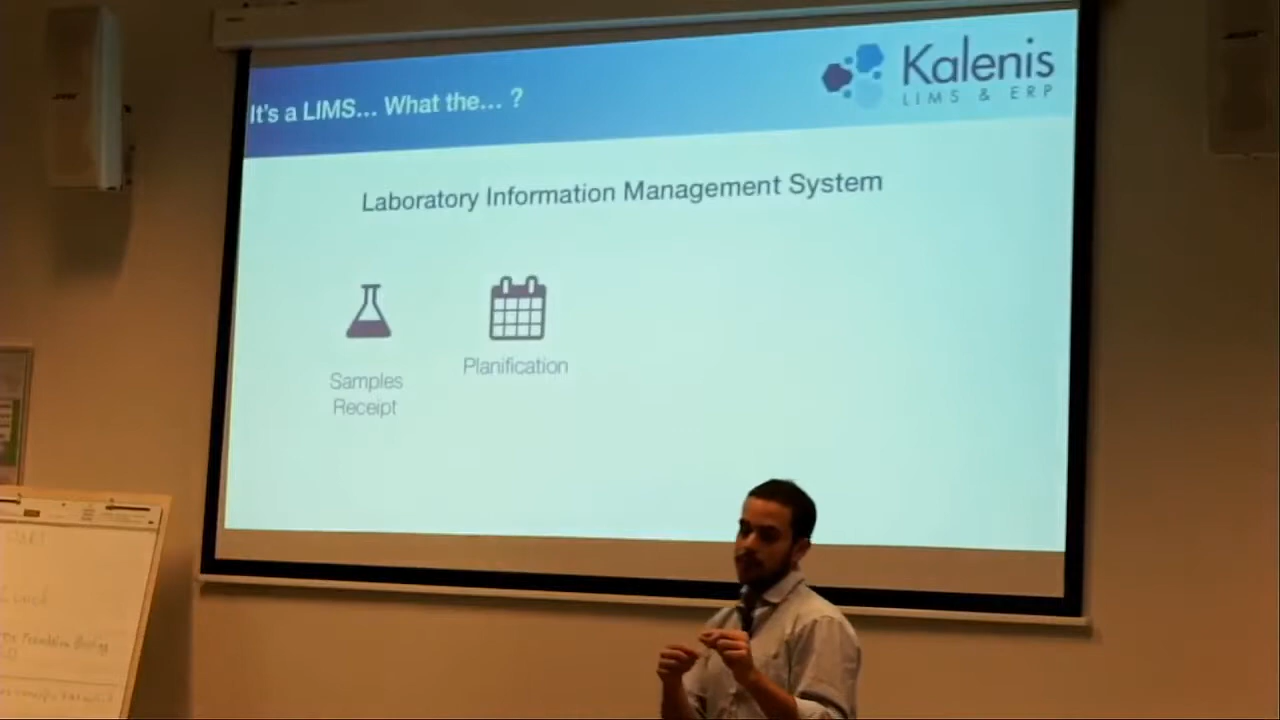 It's a LIMS... What the... ?
Kalenis
LIMS & ERP
Laboratory Information Management System
Samples
Receipt
Planification